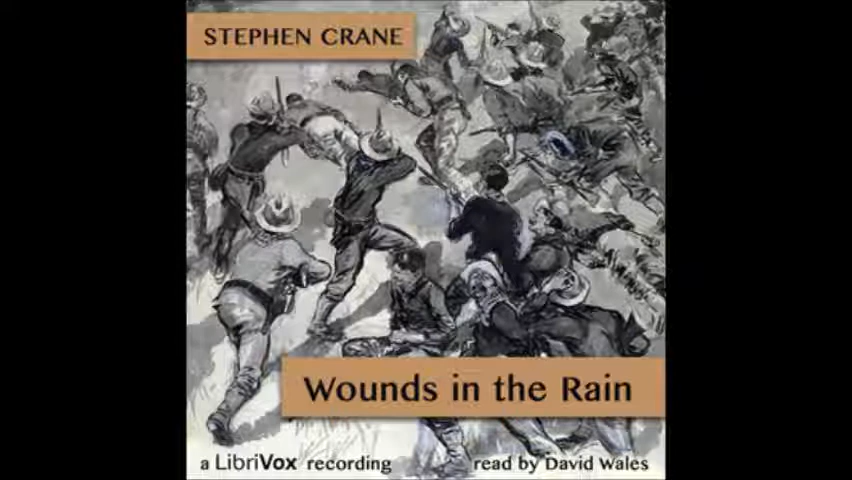 STEPHEN CRANE
Wounds in the Rain
a LibriVox recording
read by David Wales